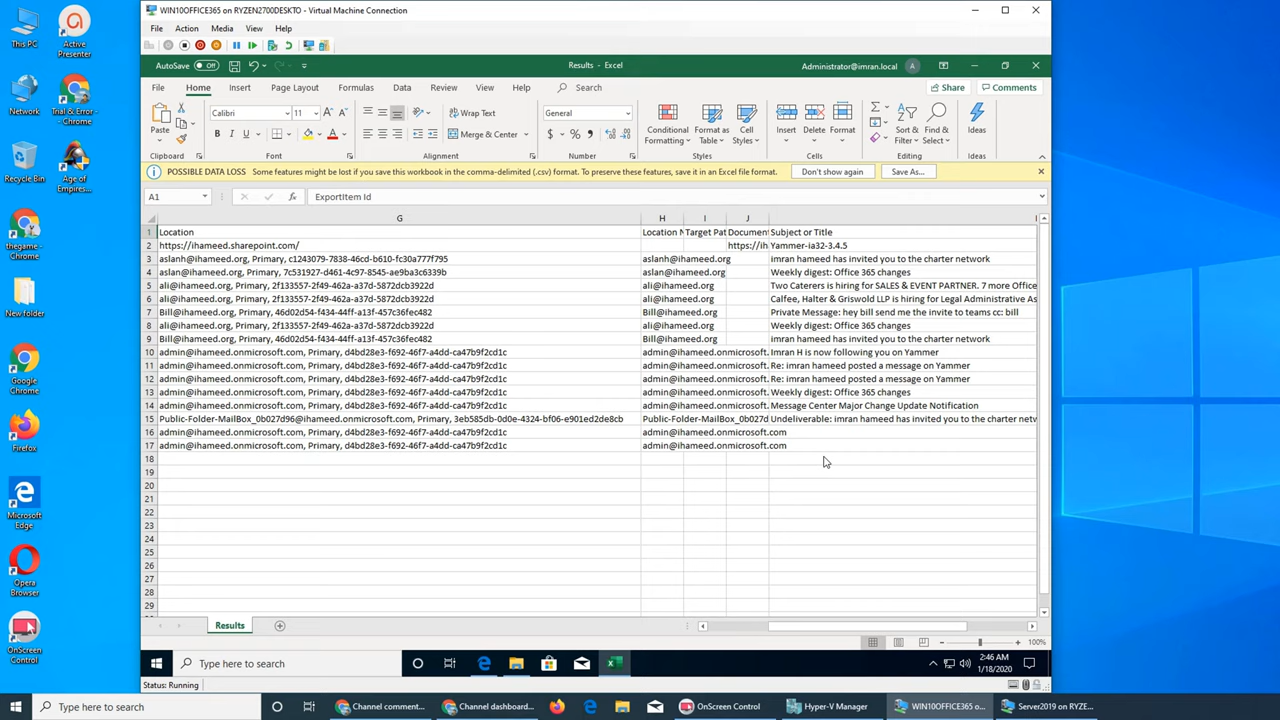 This PC
Active
Presenter
Network
Trial & Error -
Chrome
Recycle Bin
Age of
Empires...
thegame -
Chrome
New folder
Google
Chrome
Firefox
Microsoft
Edge
Opera
Browser
OnScreen
Control
WIN10OFFICE365 on RYZEN2700DESKTO - Virtual Machine Connection
File Action Media View Help
AutoSave Off
Results - Excel
Administrator@imran.local A
File Home Insert Page Layout Formulas Data Review View Help Search
Share Comments
Paste
Clipboard
Calibri 11
B I U
Font
Wrap Text
Merge & Center
Alignment
General
$ % ,
Number
Conditional
Formatting
Format as
Table
Cell
Styles
Styles
Insert Delete Format
Cells
Sort &
Filter
Find &
Select
Editing
Ideas
Ideas
POSSIBLE DATA LOSS Some features might be lost if you save this workbook in the comma-delimited (.csv) format. To preserve these features, save it in an Excel file format. Don't show again Save As...
A1 fx ExportItem Id
G H I J
1 Location Location N Target Pat Document Subject or Title
2 https://ihameed.sharepoint.com/ https://ih Yammer-ia32-3.4.5
3 aslanh@ihameed.org, Primary, c1243079-7838-46cd-b610-fc30a777f795 aslanh@ihameed.org imran hameed has invited you to the charter network
4 aslan@ihameed.org, Primary, 7c531927-d461-4c97-8545-ae9ba3c6339b aslan@ihameed.org Weekly digest: Office 365 changes
5 ali@ihameed.org, Primary, 2f133557-2f49-462a-a37d-5872dcb3922d ali@ihameed.org Two Caterers is hiring for SALES & EVENT PARTNER. 7 more Office
6 ali@ihameed.org, Primary, 2f133557-2f49-462a-a37d-5872dcb3922d ali@ihameed.org Calfee, Halter & Griswold LLP is hiring for Legal Administrative As
7 Bill@ihameed.org, Primary, 46d02d54-f434-44ff-a13f-457c36fec482 Bill@ihameed.org Private Message: hey bill send me the invite to teams cc: bill
8 ali@ihameed.org, Primary, 2f133557-2f49-462a-a37d-5872dcb3922d ali@ihameed.org Weekly digest: Office 365 changes
9 Bill@ihameed.org, Primary, 46d02d54-f434-44ff-a13f-457c36fec482 Bill@ihameed.org imran hameed has invited you to the charter network
10 admin@ihameed.onmicrosoft.com, Primary, d4bd28e3-f692-46f7-a4dd-ca47b9f2cd1c admin@ihameed.onmicrosoft. Imran H is now following you on Yammer
11 admin@ihameed.onmicrosoft.com, Primary, d4bd28e3-f692-46f7-a4dd-ca47b9f2cd1c admin@ihameed.onmicrosoft. Re: imran hameed posted a message on Yammer
12 admin@ihameed.onmicrosoft.com, Primary, d4bd28e3-f692-46f7-a4dd-ca47b9f2cd1c admin@ihameed.onmicrosoft. Re: imran hameed posted a message on Yammer
13 admin@ihameed.onmicrosoft.com, Primary, d4bd28e3-f692-46f7-a4dd-ca47b9f2cd1c admin@ihameed.onmicrosoft. Weekly digest: Office 365 changes
14 admin@ihameed.onmicrosoft.com, Primary, d4bd28e3-f692-46f7-a4dd-ca47b9f2cd1c admin@ihameed.onmicrosoft. Message Center Major Change Update Notification
15 Public-Folder-MailBox_0b027d96@ihameed.onmicrosoft.com, Primary, 3eb585db-0d0e-4324-bf06-e901ed2de8cb Public-Folder-MailBox_0b027d Undeliverable: imran hameed has invited you to the charter netw
16 admin@ihameed.onmicrosoft.com, Primary, d4bd28e3-f692-46f7-a4dd-ca47b9f2cd1c admin@ihameed.onmicrosoft.com
17 admin@ihameed.onmicrosoft.com, Primary, d4bd28e3-f692-46f7-a4dd-ca47b9f2cd1c admin@ihameed.onmicrosoft.com
18
19
20
21
22
23
24
25
26
27
28
29
Results
100%
Type here to search
2:46 AM
1/18/2020
Status: Running
Type here to search
Channel comment...
Channel dashboard...
OnScreen Control
Hyper-V Manager
WIN10OFFICE365 o...
Server2019 on RYZE...